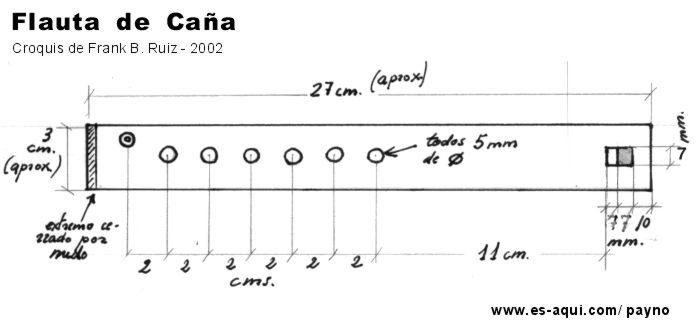 Flauta de Caña
Croquis de Frank B. Ruiz - 2002
27 cm. (aprox.)
3
cm.
(aprox.)
todos 5 mm
de Ø
7
mm.
extremo ce-
rrado por
nudo
2 2 2 2 2 2
cms.
11 cm.
7 7 10
mm.
www.es-aqui.com/ payno